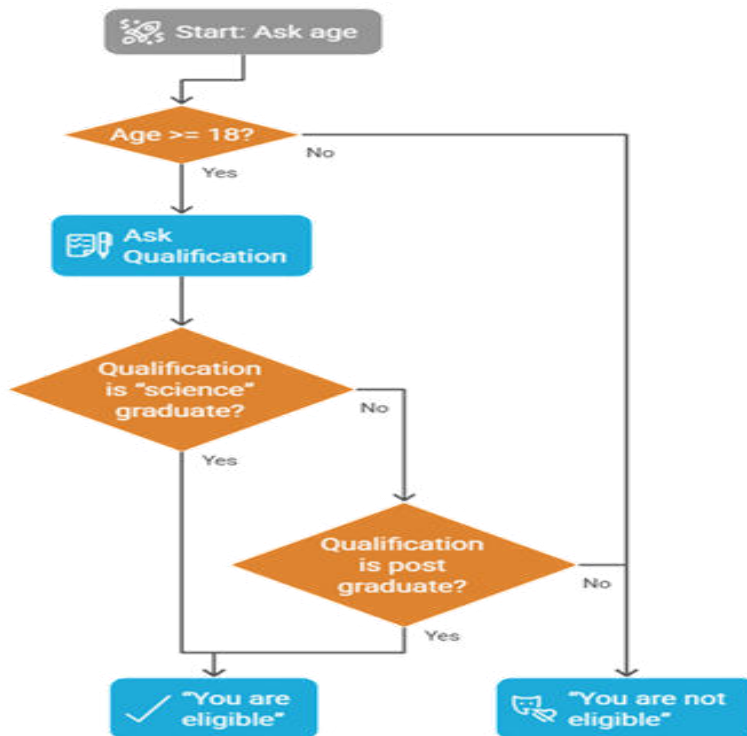 Start: Ask age
Age >= 18?
No
Yes
Ask
Qualification
Qualification
is “science”
graduate?
No
Yes
Qualification
is post
graduate?
No
Yes
“You are
eligible”
“You are not
eligible”